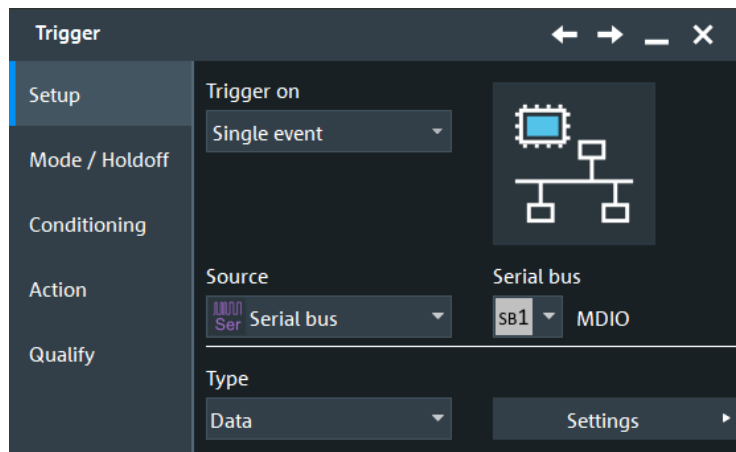 Trigger
Setup
Mode / Holdoff
Conditioning
Action
Qualify
Trigger on
Single event
Source
Serial bus
Ser Serial bus
SB1 MDIO
Type
Data
Settings